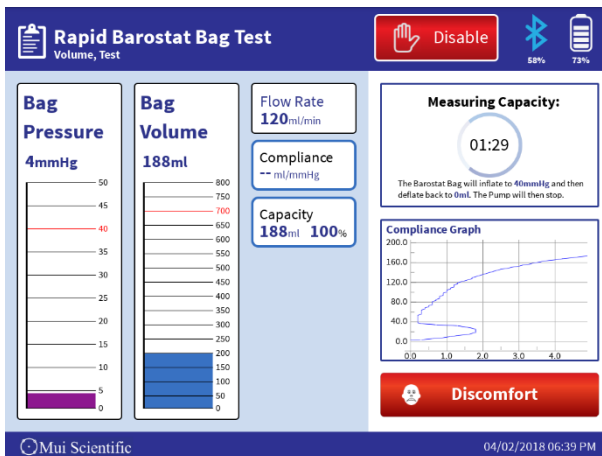 Rapid Barostat Bag Test
Volume, Test
Disable
58%
73%
Bag
Pressure
4mmHg
50
45
40
35
30
25
20
15
10
5
0
Bag
Volume
188ml
800
750
700
650
600
550
500
450
400
350
300
250
200
150
100
50
0
Flow Rate
120ml/min
Compliance
-- ml/mmHg
Capacity
188ml 100%
Measuring Capacity:
01:29
The Barostat Bag will inflate to 40mmHg and then
deflate back to 0ml. The Pump will then stop.
Compliance Graph
200.0
160.0
120.0
80.0
40.0
0.0
0.0 1.0 2.0 3.0 4.0
Discomfort
Mui Scientific
04/02/2018 06:39 PM